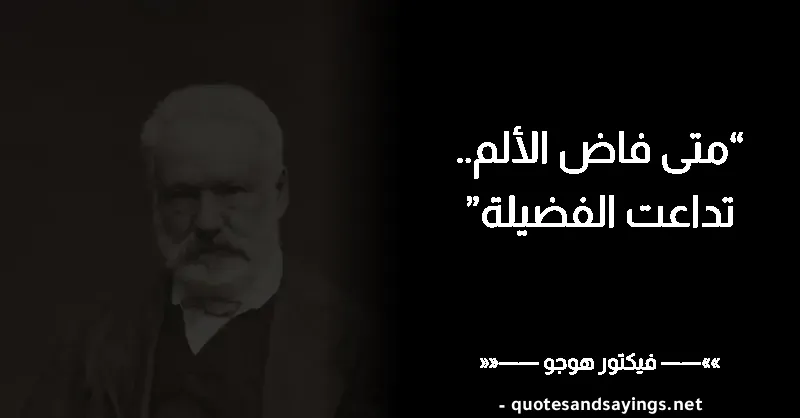 “متى فاض الألم..
تداعت الفضيلة”
»»—— فيكتور هوجو ——««
- quotesandsayings.net